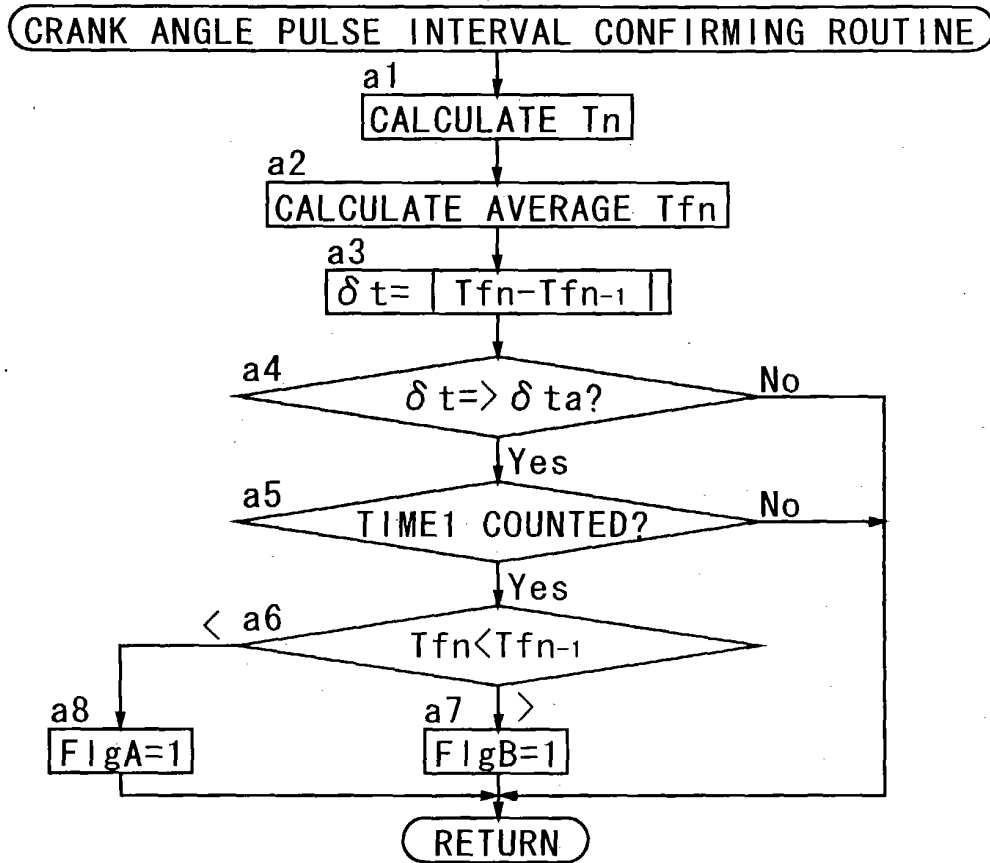 CRANK ANGLE PULSE INTERVAL CONFIRMING ROUTINE
a1
CALCULATE Tn
a2
CALCULATE AVERAGE Tfn
a3
δt= | Tfn-Tfn-1 |
a4
δt=> δta?
No
Yes
a5
TIME1 COUNTED?
No
Yes
< a6
Tfn<Tfn-1
a8
FlgA=1
a7 >
FlgB=1
RETURN